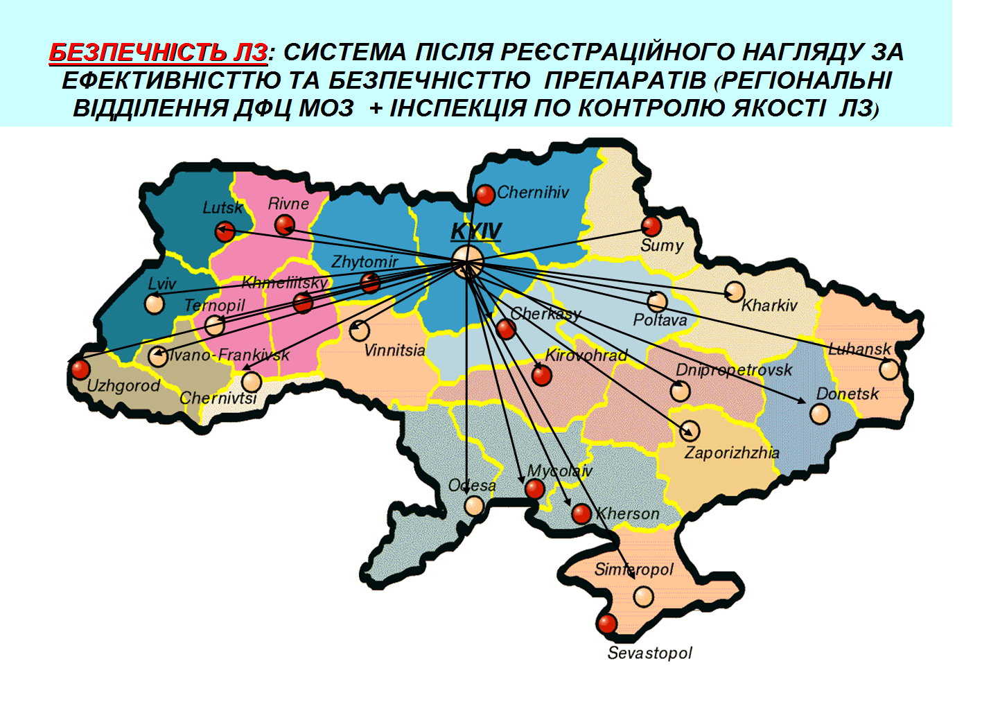 БЕЗПЕЧНІСТЬ ЛЗ: СИСТЕМА ПІСЛЯ РЕЄСТРАЦІЙНОГО НАГЛЯДУ ЗА
ЕФЕКТИВНІСТТЮ ТА БЕЗПЕЧНІСТТЮ ПРЕПАРАТІВ (РЕГІОНАЛЬНІ
ВІДДІЛЕННЯ ДФЦ МОЗ + ІНСПЕКЦІЯ ПО КОНТРОЛЮ ЯКОСТІ ЛЗ)
Chernihiv
Lutsk
Rivne
KYIV
Sumy
Zhytomir
Lviv
Khmeliitsky
Ternopil
Kharkiv
Cherkasy
Poltava
Vinnitsia
Luhansk
Ivano-Frankivsk
Kirovohrad
Dnipropetrovsk
Uzhgorod
Chernivtsi
Donetsk
Zaporizhzhia
Mycolaiv
Odesa
Kherson
Simferopol
Sevastopol